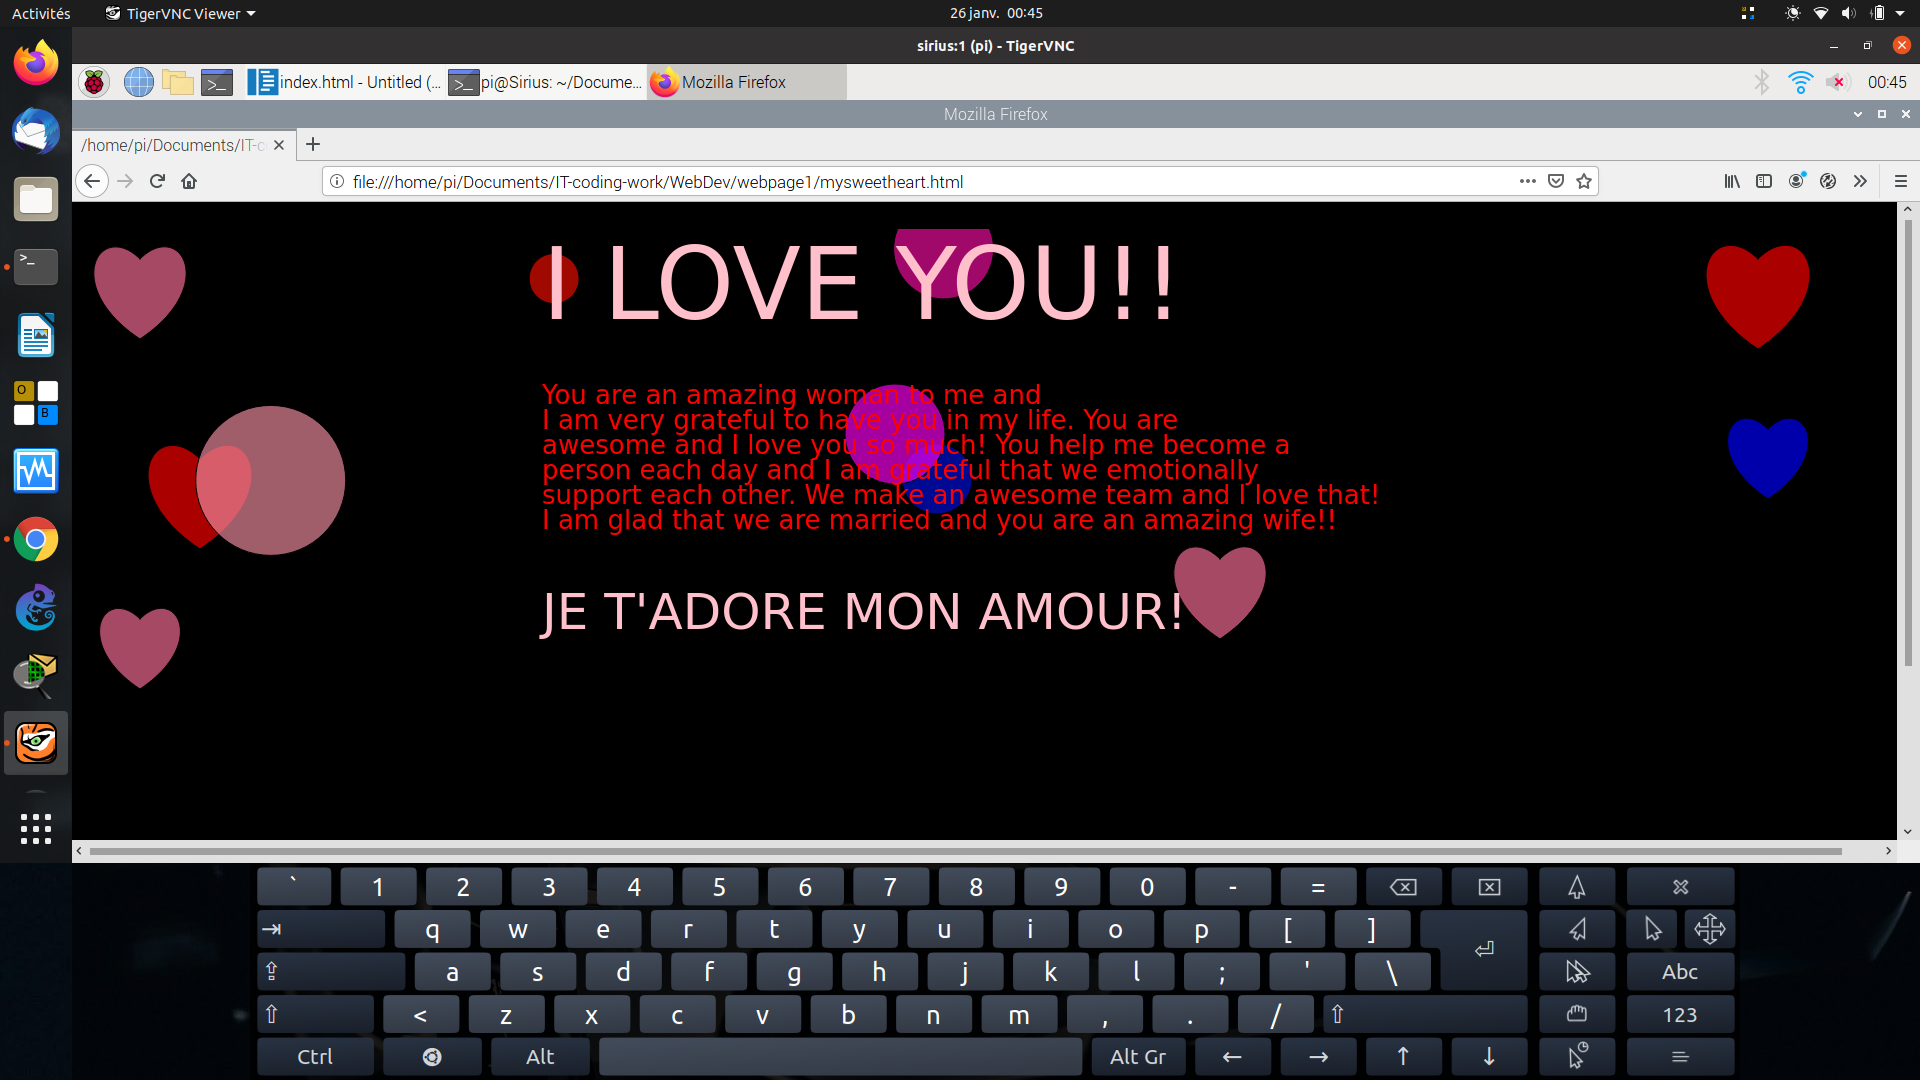 Activités
TigerVNC Viewer
26 janv. 00:45
sirius:1 (pi) - TigerVNC
index.html - Untitled (...
pi@Sirius: ~/Docume...
Mozilla Firefox
00:45
Mozilla Firefox
/home/pi/Documents/IT-c
file:///home/pi/Documents/IT-coding-work/WebDev/webpage1/mysweetheart.html
I LOVE YOU!!
You are an amazing woman to me and
I am very grateful to have you in my life. You are
awesome and I love you so much! You help me become a
person each day and I am grateful that we emotionally
support each other. We make an awesome team and I love that!
I am glad that we are married and you are an amazing wife!!
JE T'ADORE MON AMOUR!
O
B
>_
` 1 2 3 4 5 6 7 8 9 0 - =
q w e r t y u i o p [ ]
a s d f g h j k l ; ' \ Abc
< z x c v b n m , . / 123
Ctrl Alt Alt Gr ← → ↑ ↓